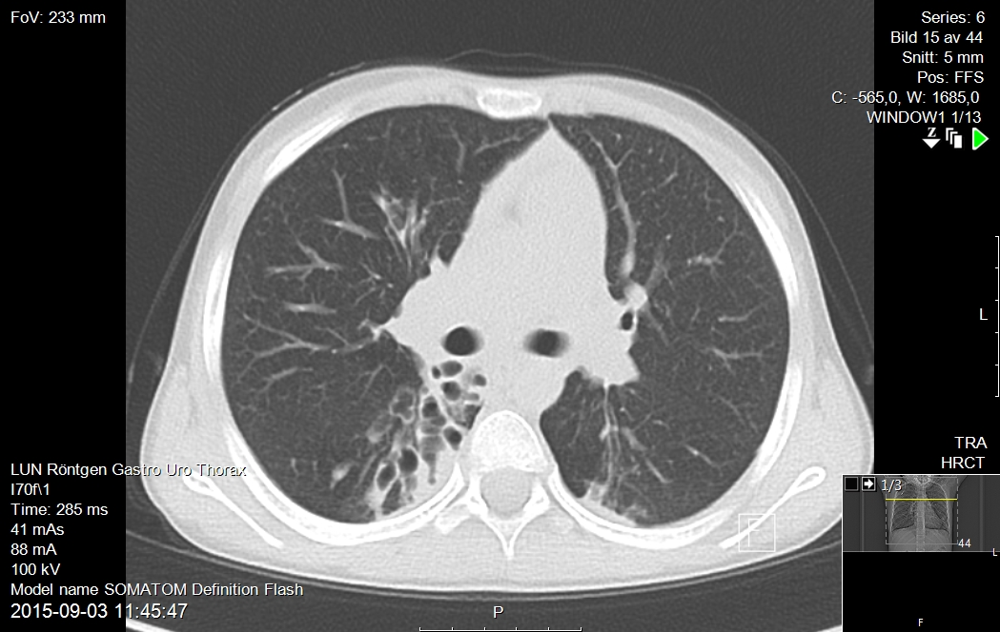 FoV: 233 mm
Series: 6
Bild 15 av 44
Snitt: 5 mm
Pos: FFS
C: -565,0, W: 1685,0
WINDOW1 1/13
Z
L
TRA
HRCT
LUN Röntgen Gastro Uro Thorax
I70f\1
Time: 285 ms
41 mAs
88 mA
100 kV
Model name SOMATOM Definition Flash
2015-09-03 11:45:47
P
F
1/3
44
L
F